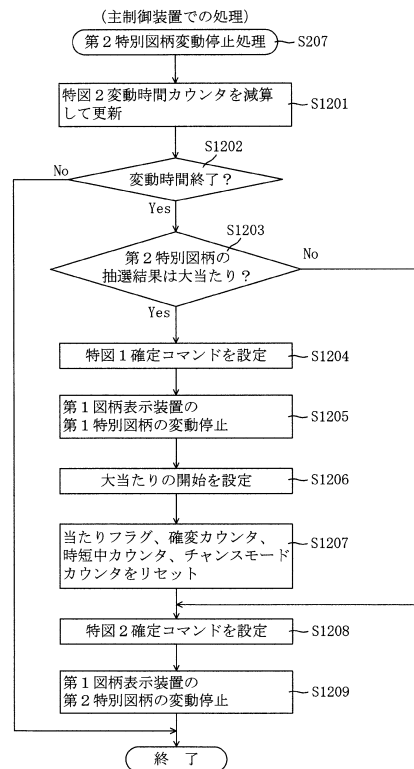 (主制御装置での処理)
第2特別図柄変動停止処理
S207
特図2変動時間カウンタを減算
して更新
S1201
S1202
変動時間終了?
No
Yes
S1203
第2特別図柄の
抽選結果は大当たり?
No
Yes
特図1確定コマンドを設定
S1204
第1図柄表示装置の
第1特別図柄の変動停止
S1205
大当たりの開始を設定
S1206
当たりフラグ、確変カウンタ、
時短中カウンタ、チャンスモード
カウンタをリセット
S1207
特図2確定コマンドを設定
S1208
第1図柄表示装置の
第2特別図柄の変動停止
S1209
終 了